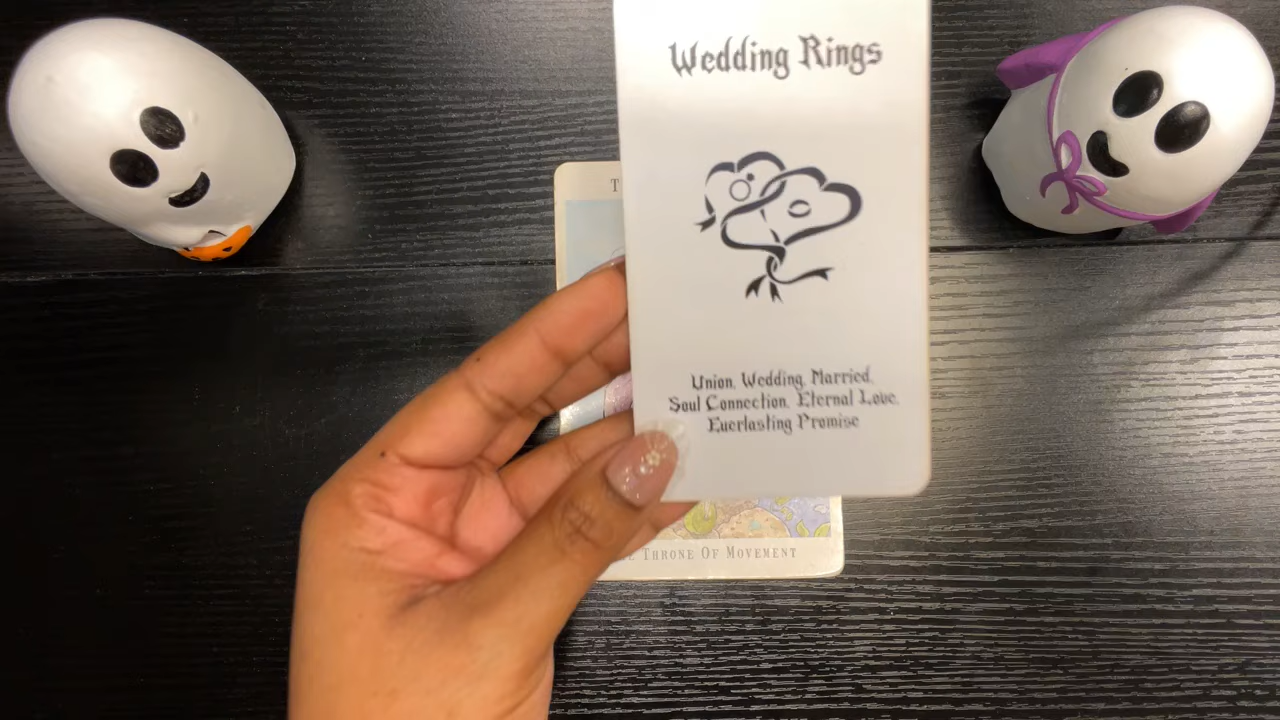 Wedding Rings
Union, Wedding, Married,
Soul Connection, Eternal Love,
Everlasting Promise
Throne Of Movement